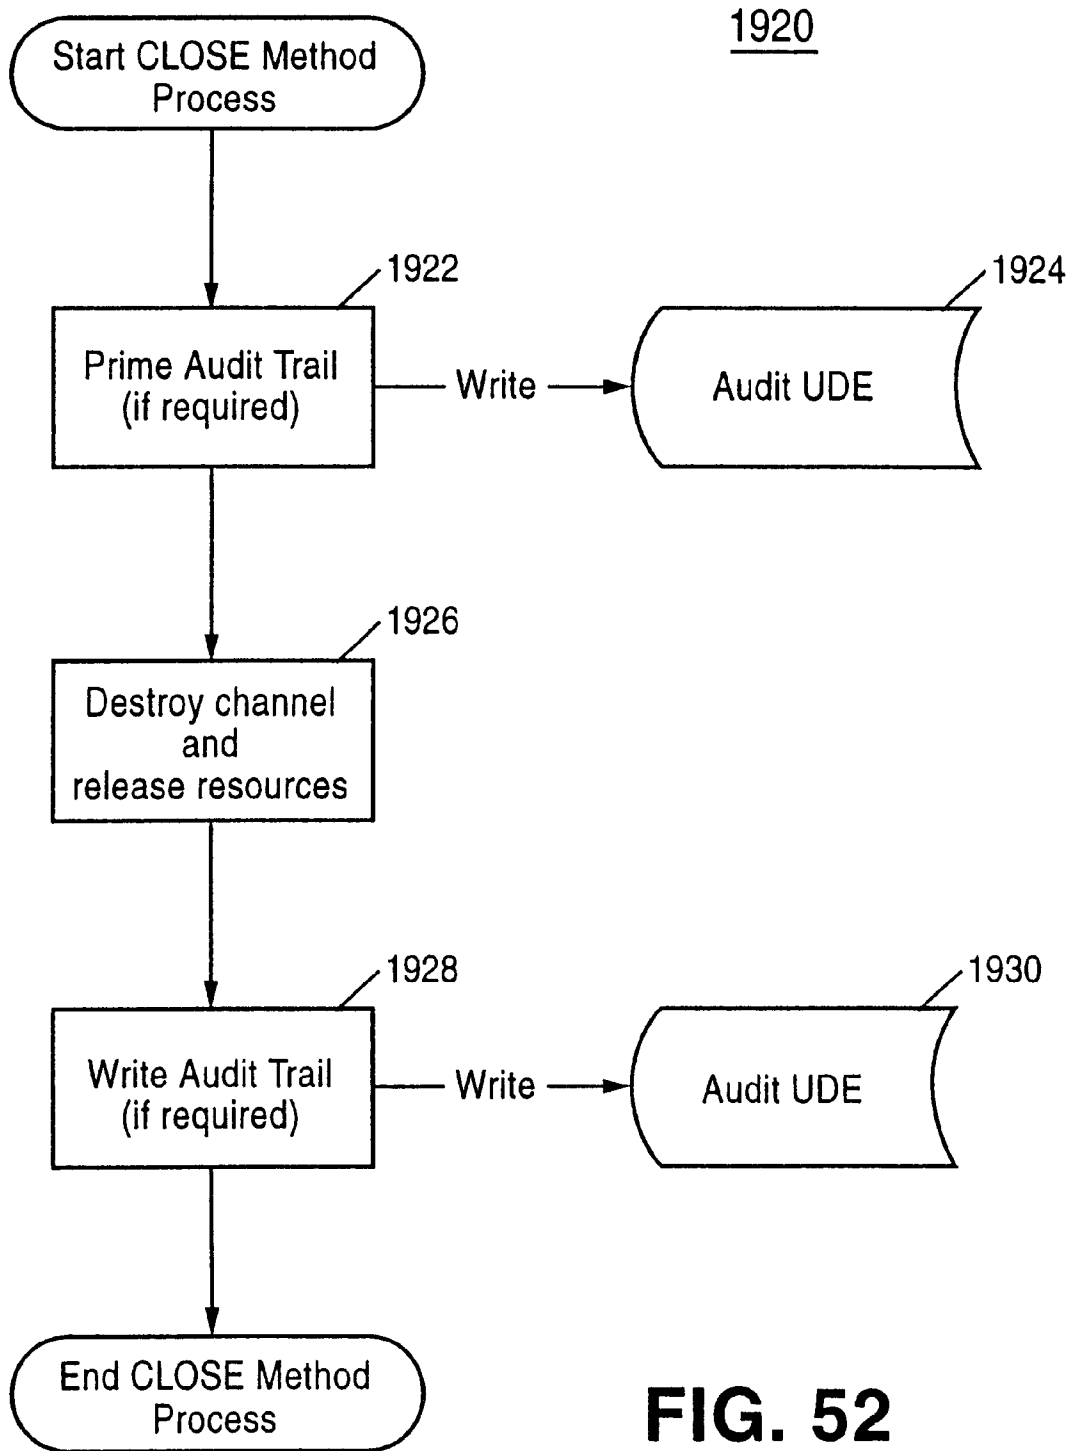 1920
Start CLOSE Method
Process
1922
1924
Prime Audit Trail
(if required)
Write
Audit UDE
1926
Destroy channel
and
release resources
1928
1930
Write Audit Trail
(if required)
Write
Audit UDE
End CLOSE Method
Process
FIG. 52